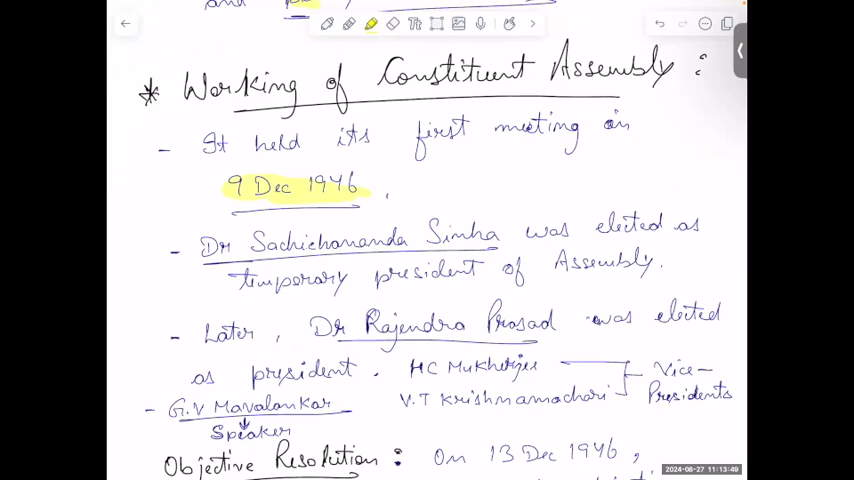 and
* Working of Constituent Assembly :
- It held its first meeting on
9 Dec 1946 .
- Dr Sachichananda Sinha was elected as
temporary president of Assembly.
- Later , Dr Rajendra Prasad was elected
as president . HC Mukherjee
V.T Krishnamachari Vice-Presidents
- G.V Mavalankar
Speaker
Objective Resolution : On 13 Dec 1946 ,
2024-08-27 11:13:49